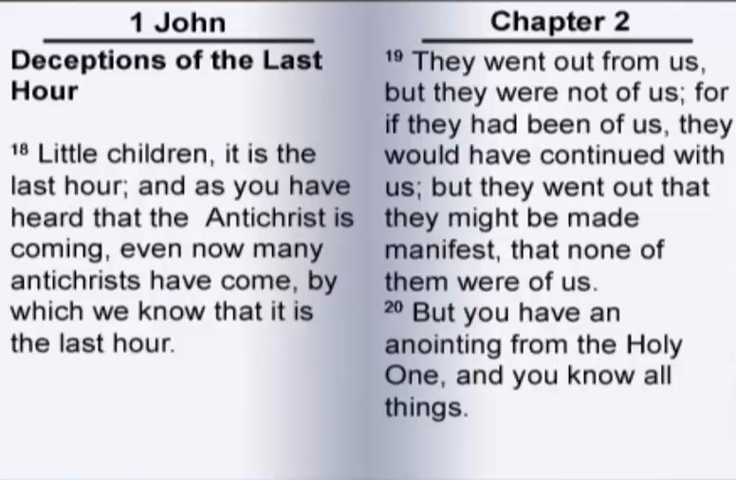 1 John
Deceptions of the Last
Hour
18 Little children, it is the
last hour; and as you have
heard that the Antichrist is
coming, even now many
antichrists have come, by
which we know that it is
the last hour.
Chapter 2
19 They went out from us,
but they were not of us; for
if they had been of us, they
would have continued with
us; but they went out that
they might be made
manifest, that none of
them were of us.
20 But you have an
anointing from the Holy
One, and you know all
things.